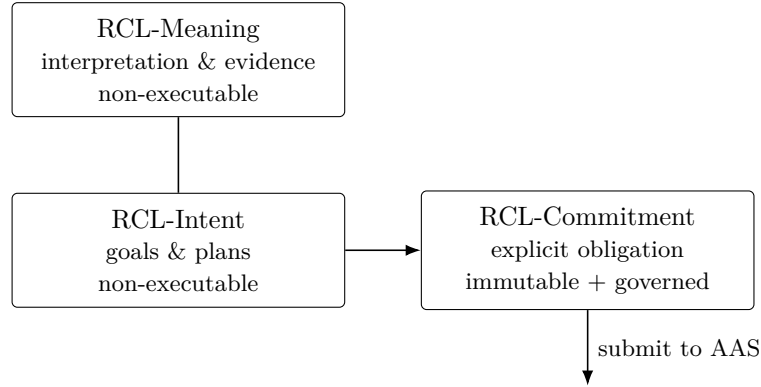 RCL-Meaning
interpretation & evidence
non-executable
RCL-Intent
goals & plans
non-executable
RCL-Commitment
explicit obligation
immutable + governed
submit to AAS